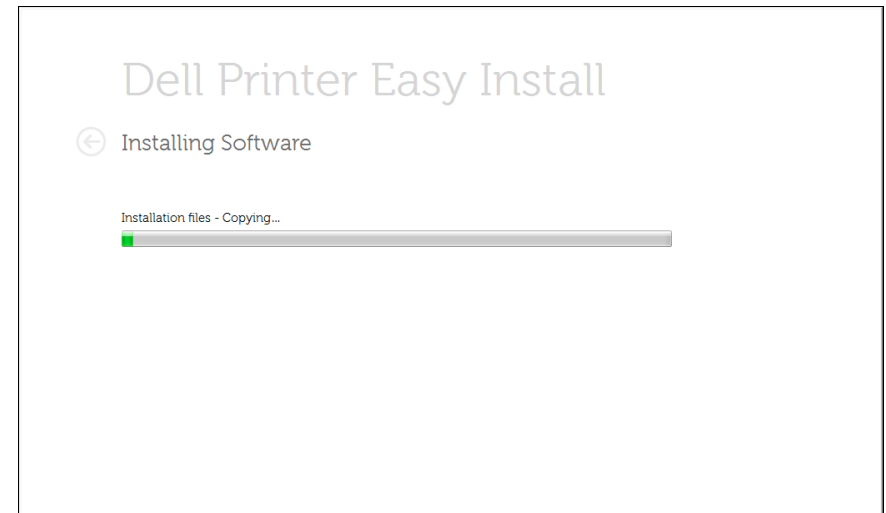 Dell Printer Easy Install
Installing Software
Installation files - Copying...